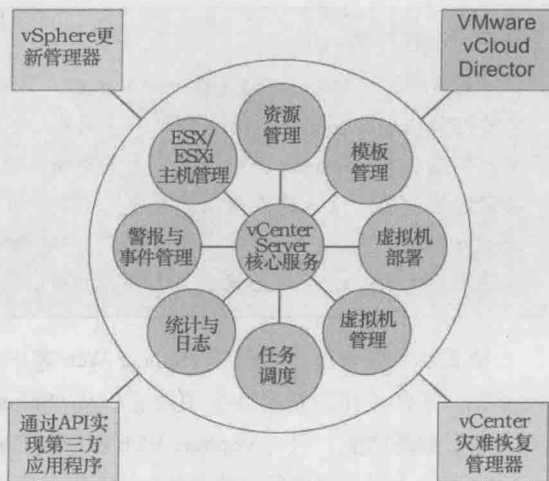 vSphere更
新管理器
VMware
vCloud
Director
资源
管理
ESX/
ESXi
主机管理
模板
管理
警报与
事件管理
vCenter
Server
核心服务
虚拟机
部署
统计与
日志
任务
调度
虚拟机
管理
通过API实
现第三方
应用程序
vCenter
灾难恢复
管理器